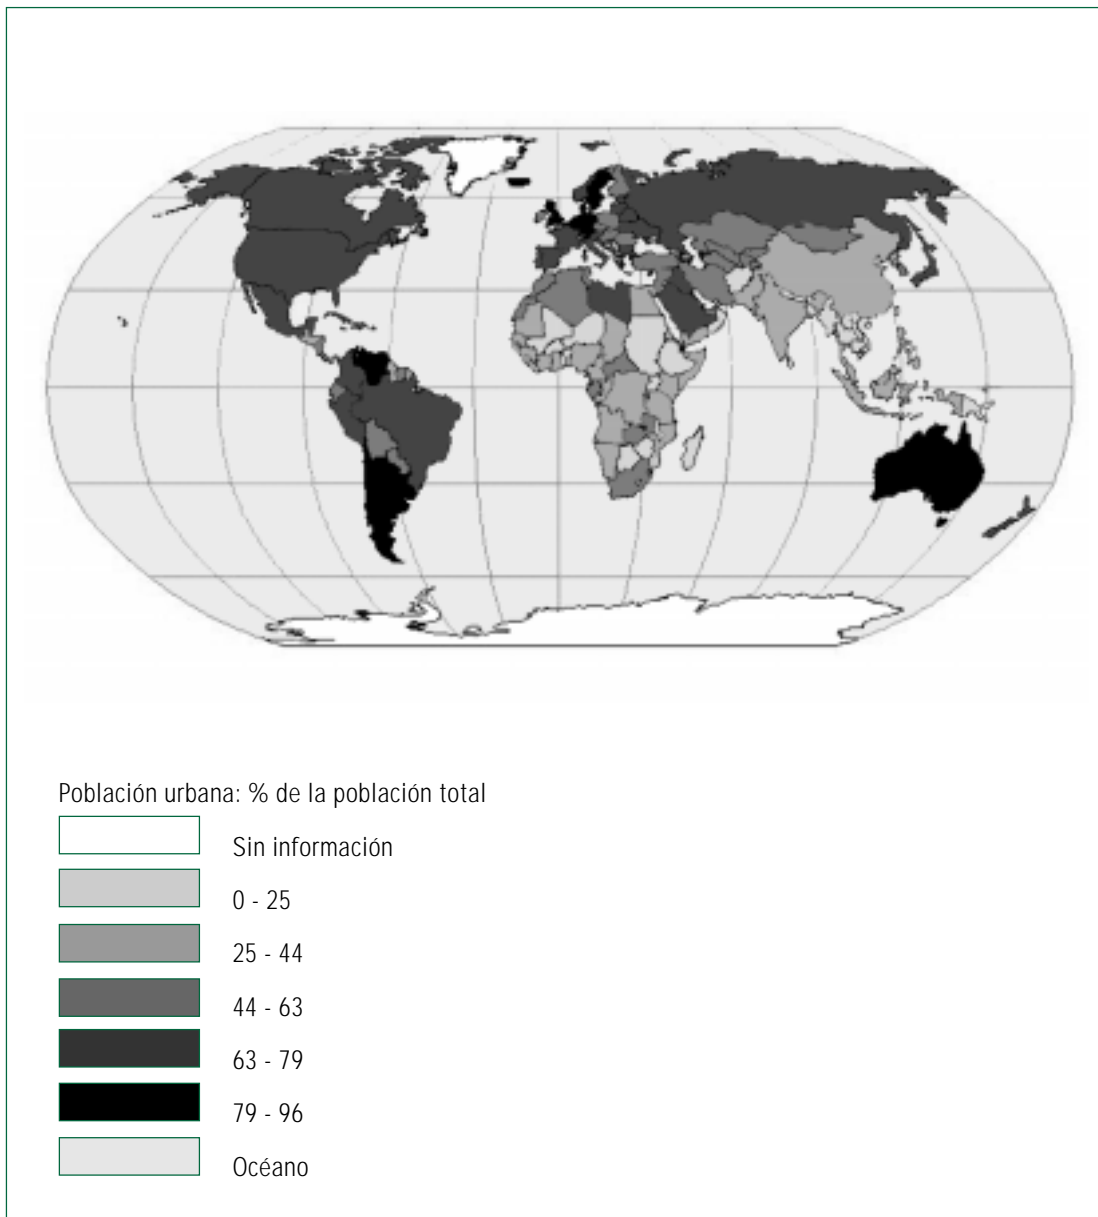 Población urbana: % de la población total
Sin información
0 - 25
25 - 44
44 - 63
63 - 79
79 - 96
Océano